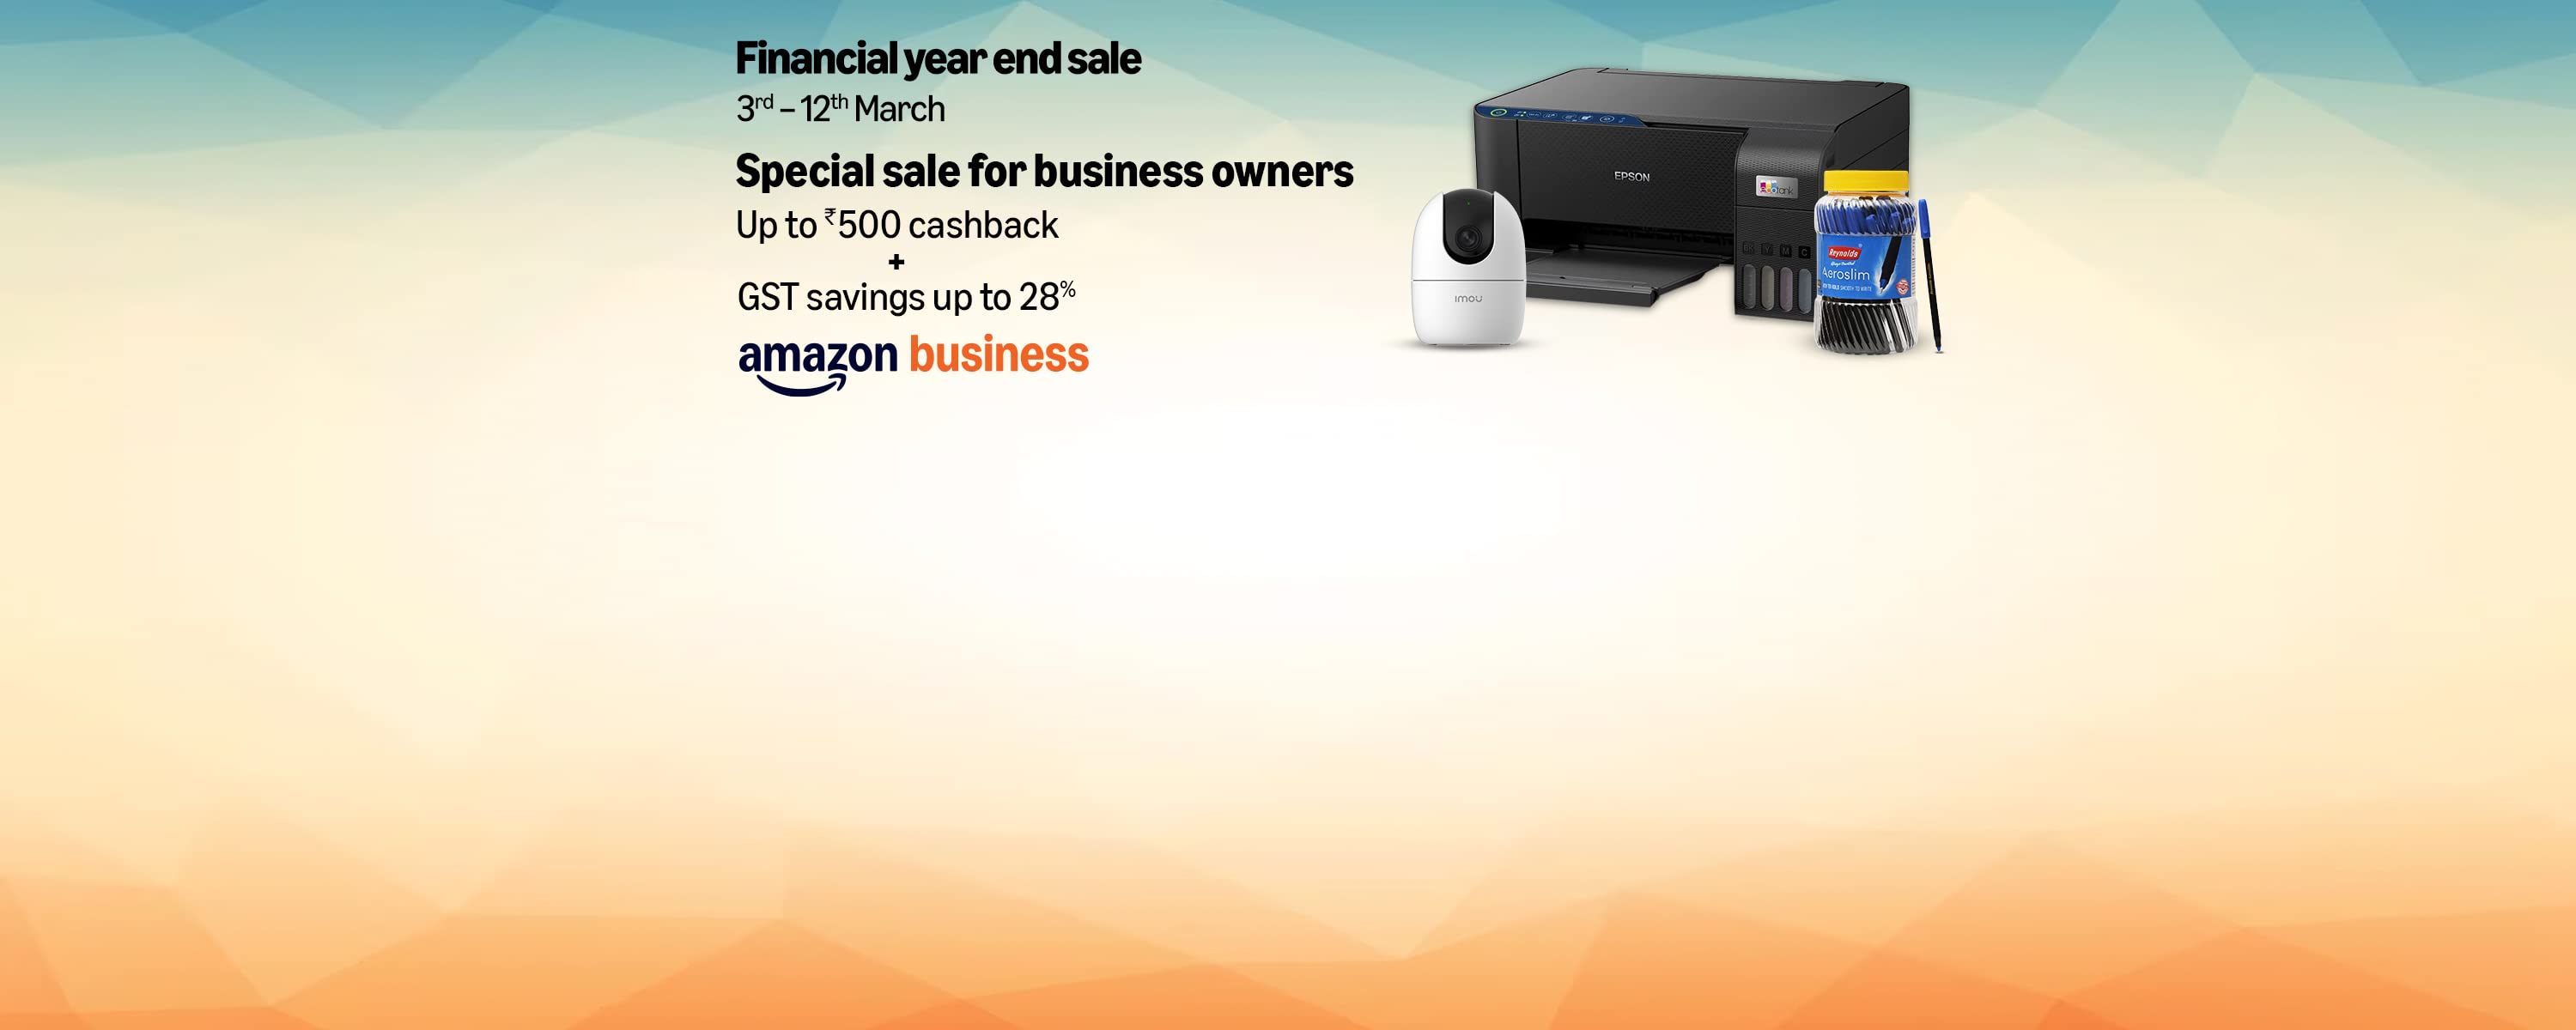 Financial year end sale
3rd – 12th March
Special sale for business owners
Up to ₹500 cashback
+
GST savings up to 28%
amazon business
EPSON
imou
Reynolds
Aeroslim